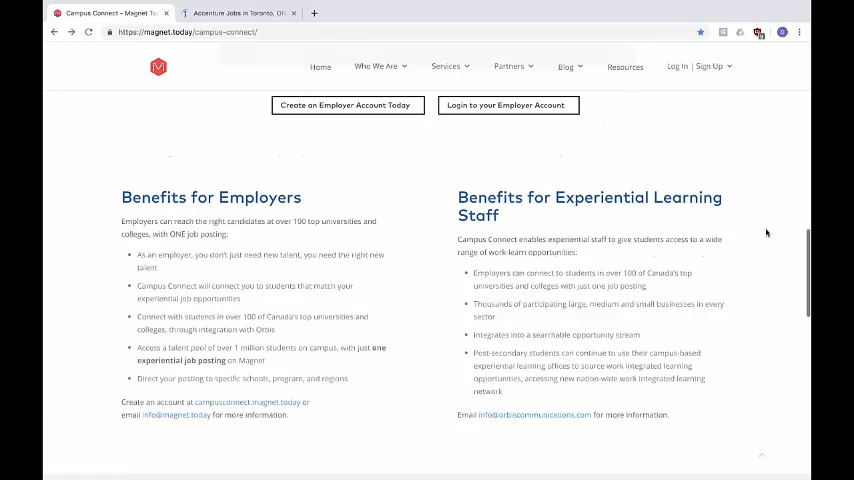 Campus Connect - Magnet To
Accenture Jobs in Toronto, ON
https://magnet.today/campus-connect/
Home
Who We Are
Services
Partners
Blog
Resources
Log In | Sign Up
Create an Employer Account Today
Login to your Employer Account
Benefits for Employers
Employers can reach the right candidates at over 100 top universities and
colleges, with ONE job posting:
As an employer, you don't just need new talent, you need the right new
talent
Campus Connect will connect you to students that match your
experiential job opportunities
Connect with students in over 100 of Canada's top universities and
colleges, through integration with Orbis
Access a talent pool of over 1 million students on campus, with just one
experiential job posting on Magnet
Direct your posting to specific schools, program, and regions
Create an account at campusconnect.magnet.today or
email info@magnet.today for more information.
Benefits for Experiential Learning
Staff
Campus Connect enables experiential staff to give students access to a wide
range of work-learn opportunities:
Employers can connect to students in over 100 of Canada's top
universities and colleges with just one job posting
Thousands of participating large, medium and small businesses in every
sector
Integrates into a searchable opportunity stream
Post-secondary students can continue to use their campus-based
experiential learning offices to source work integrated learning
opportunities, accessing new nation-wide work integrated learning
network
Email info@orbiscommunications.com for more information.